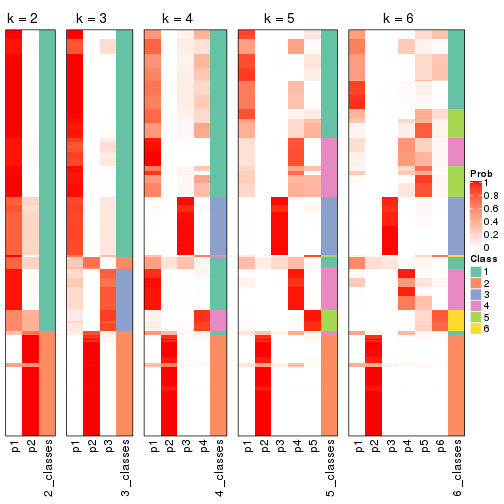 k = 2 k = 3 k = 4 k = 5 k = 6
Prob
1
0.8
0.6
0.4
0.2
0
Class
1
2
3
4
5
6
p1 p2 2_classes
p1 p2 p3 3_classes
p1 p2 p3 p4 4_classes
p1 p2 p3 p4 p5 5_classes
p1 p2 p3 p4 p5 p6 6_classes